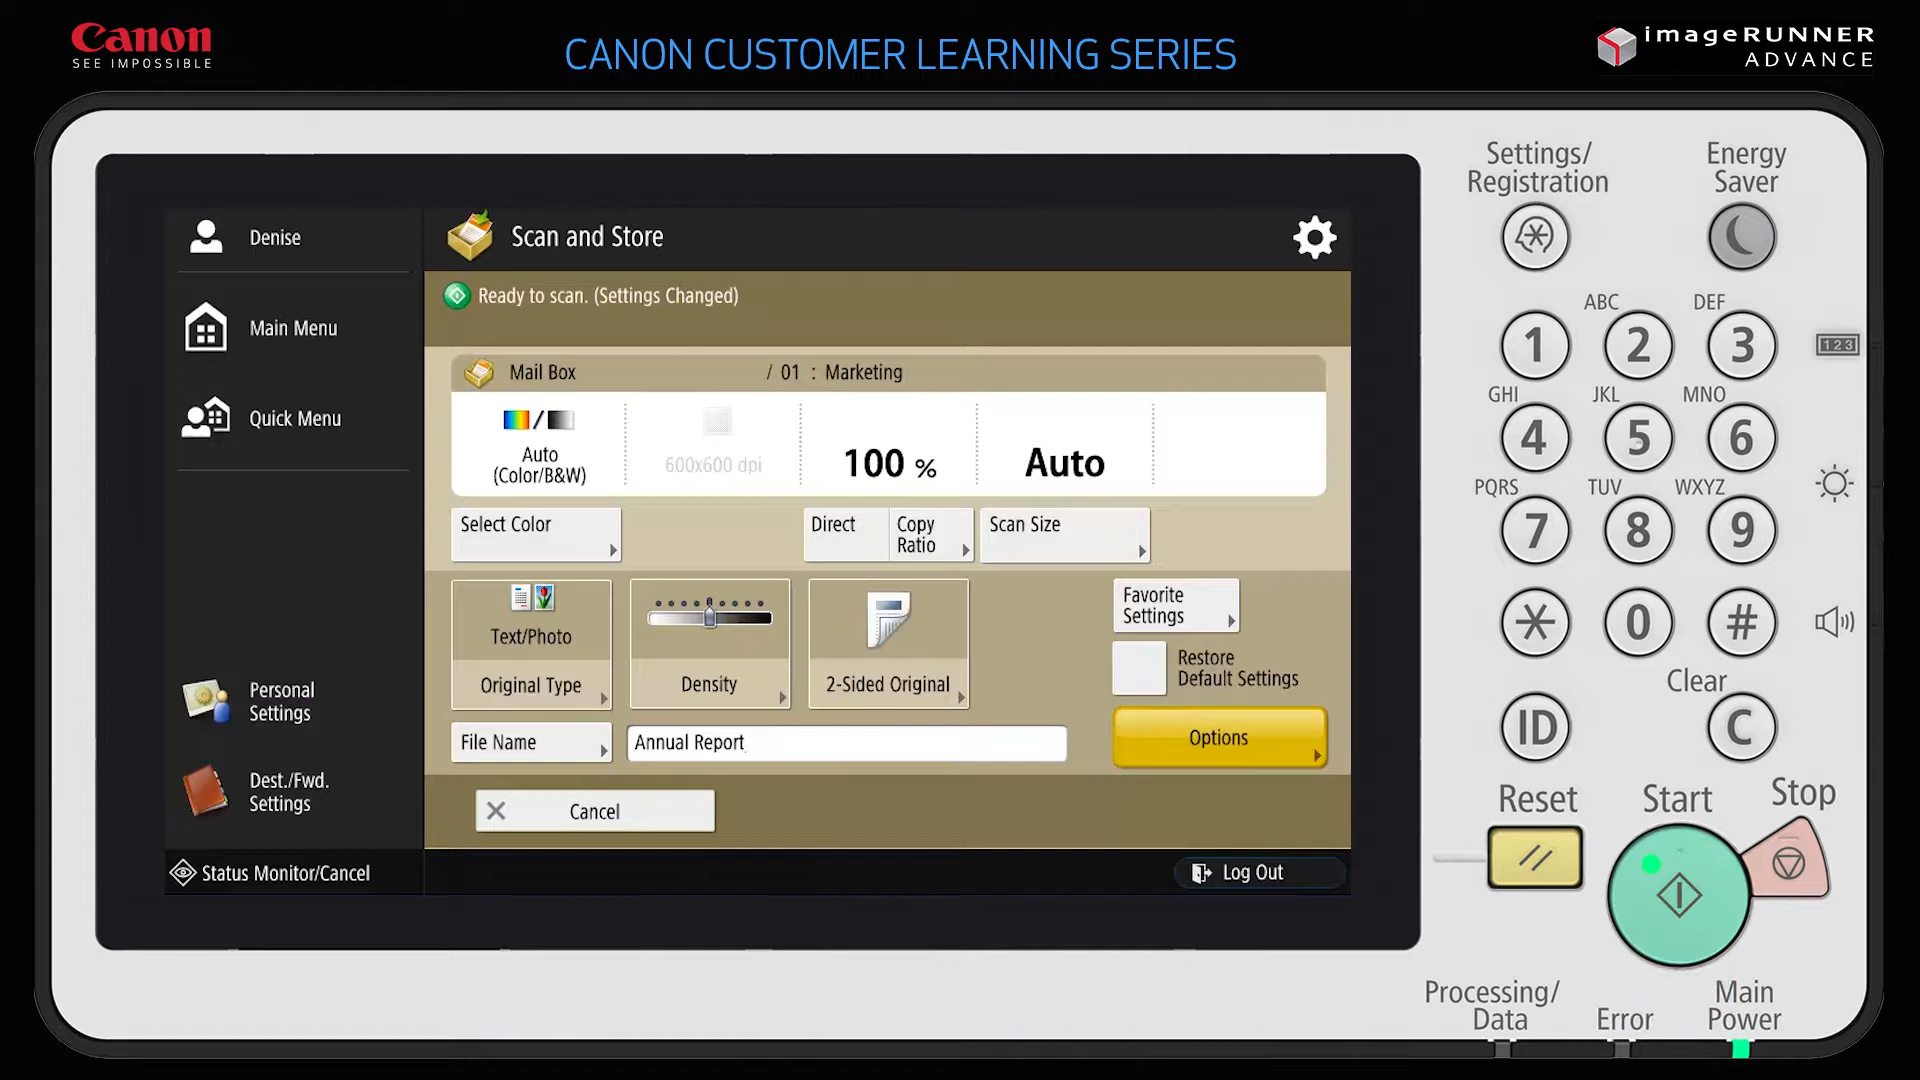 Canon
SEE IMPOSSIBLE
CANON CUSTOMER LEARNING SERIES
imageRUNNER
ADVANCE
Denise
Main Menu
Quick Menu
Personal
Settings
Dest./Fwd.
Settings
Status Monitor/Cancel
Scan and Store
Ready to scan. (Settings Changed)
Mail Box / 01 : Marketing
Auto
(Color/B&W)
600x600 dpi
100 %
Auto
Select Color
Direct
Copy
Ratio
Scan Size
Text/Photo
Original Type
Density
2-Sided Original
Favorite
Settings
Restore
Default Settings
File Name
Annual Report
Options
Cancel
Log Out
Settings/
Registration
Energy
Saver
ABC DEF
1 2 3
123
GHI JKL MNO
4 5 6
PQRS TUV WXYZ
7 8 9
* 0 #
Clear
ID C
Reset Start Stop
Processing/
Data
Error
Main
Power